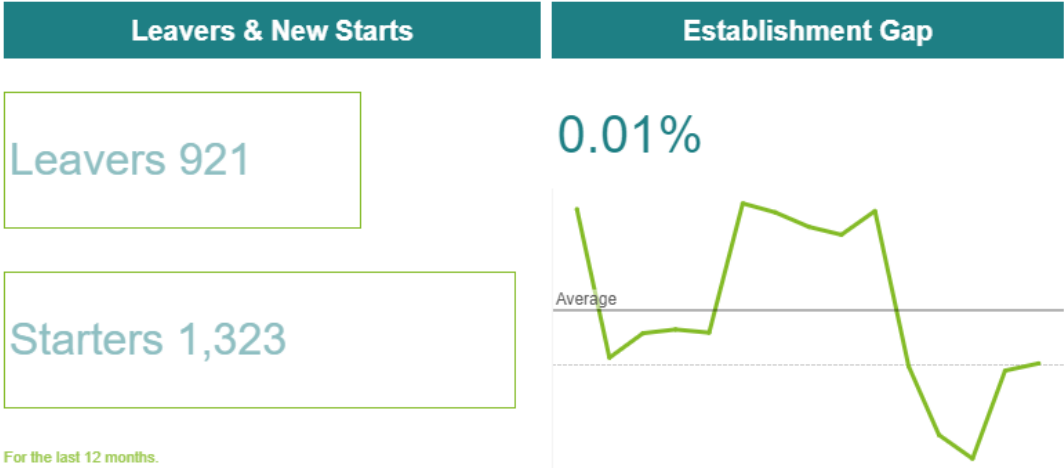 Leavers & New Starts
Leavers 921
Starters 1,323
For the last 12 months.
Establishment Gap
0.01%
Average